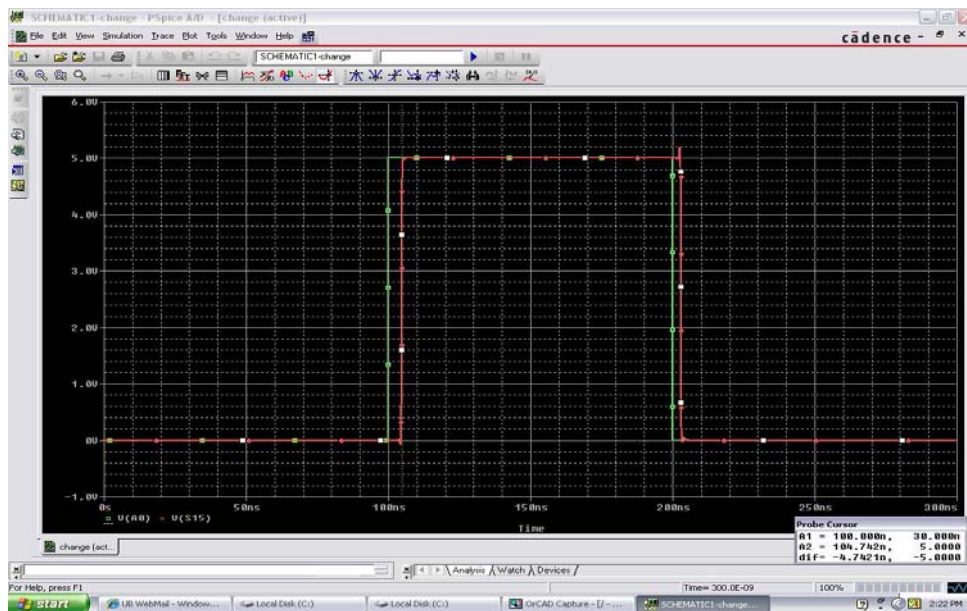 SCHEMATIC1-change - PSpice A/D - [change (active)]
File Edit View Simulation Trace Plot Tools Window Help
cādence
SCHEMATIC1-change
6.0V
5.0V
4.0V
3.0V
2.0V
1.0V
0V
-1.0V
0s 50ns 100ns 150ns 200ns 250ns 300ns
V(A0) V(S15)
Time
Probe Cursor
A1 = 100.000n, 30.000n
A2 = 104.742n, 5.0000
dif= -4.7421n, -5.0000
change (act...
Analysis Watch Devices
For Help, press F1
Time= 300.0E-09 100%
start
UB WebMail - Window...
Local Disk (C:)
Local Disk (C:)
OrCAD Capture - [/ - ...
SCHEMATIC1-change...
2:22 PM